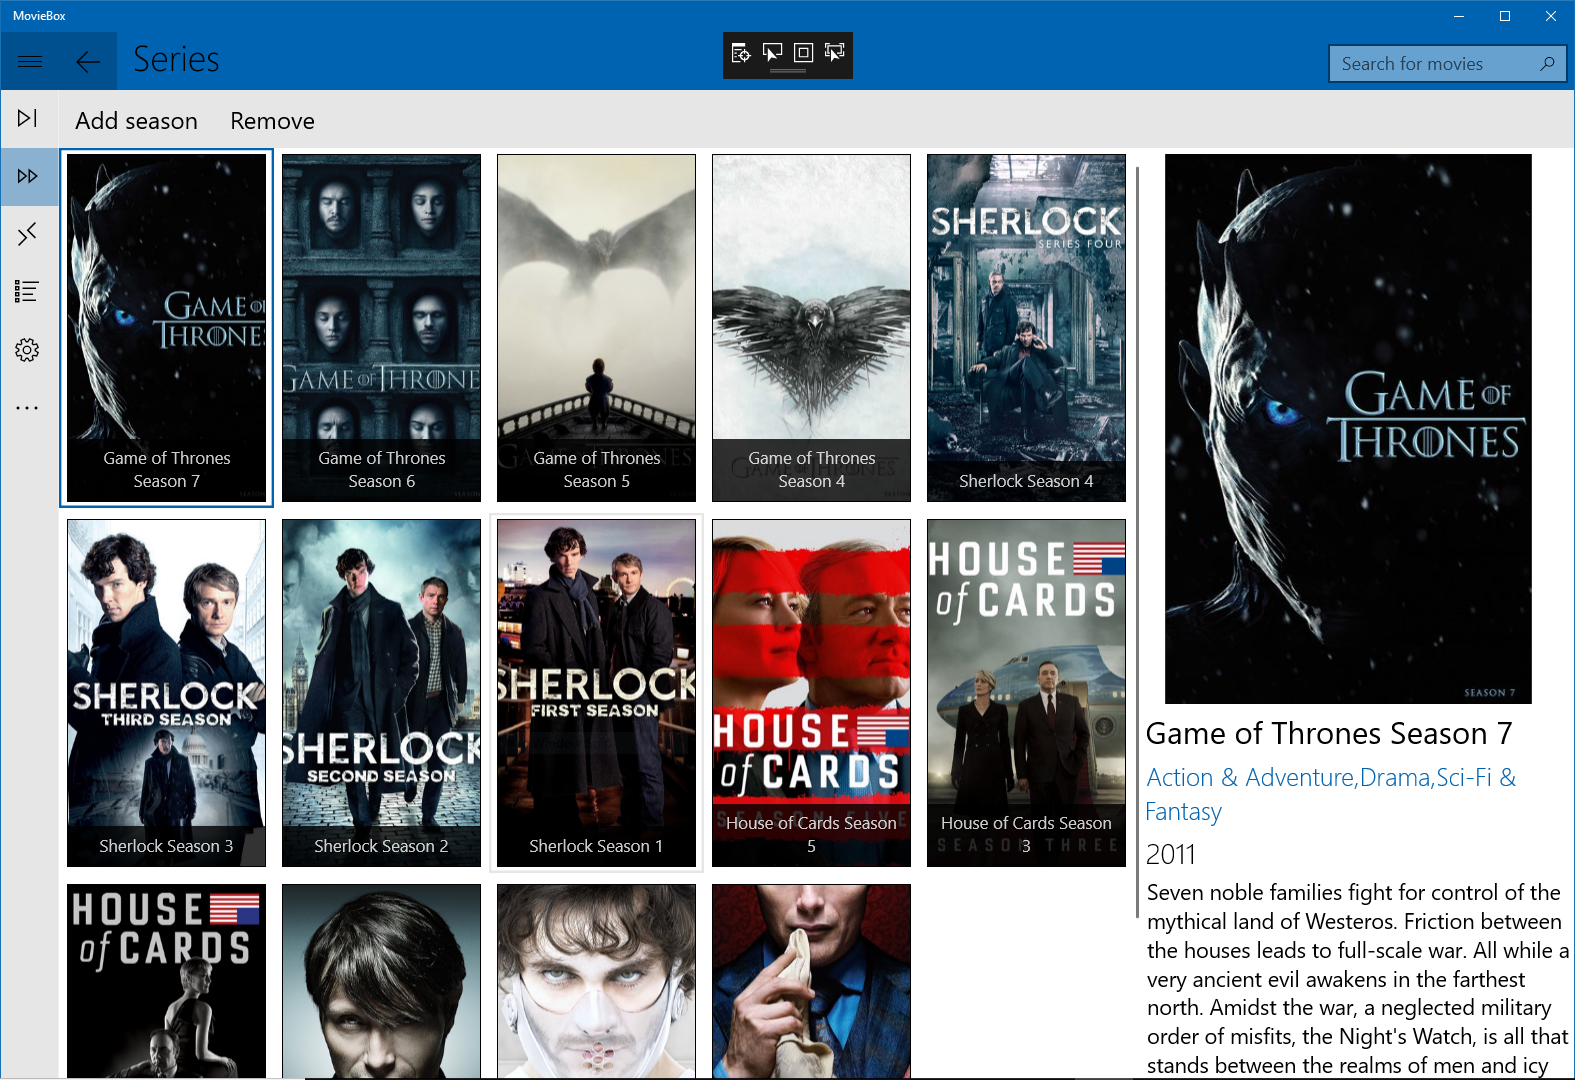 MovieBox
Series
Search for movies
Add season
Remove
GAME OF
THRONES
Game of Thrones
Season 7
GAME OF THRONE
Game of Thrones
Season 6
Game of Thrones
Season 5
Game of Thrones
Season 4
SHERLOCK
SERIES FOUR
Sherlock Season 4
GAME OF
THRONES
SEASON 7
SHERLOCK
THIRD SEASON
Sherlock Season 3
SHERLOCK
SECOND SEASON
Sherlock Season 2
SHERLOCK
FIRST SEASON
Sherlock Season 1
HOUSE
of CARDS
SEASON FIVE
House of Cards Season
5
HOUSE
of CARDS
SEASON THREE
House of Cards Season
3
Game of Thrones Season 7
Action & Adventure,Drama,Sci-Fi &
Fantasy
2011
Seven noble families fight for control of the
mythical land of Westeros. Friction between
the houses leads to full-scale war. All while a
very ancient evil awakens in the farthest
north. Amidst the war, a neglected military
order of misfits, the Night's Watch, is all that
stands between the realms of men and icy
HOUSE
of CARDS